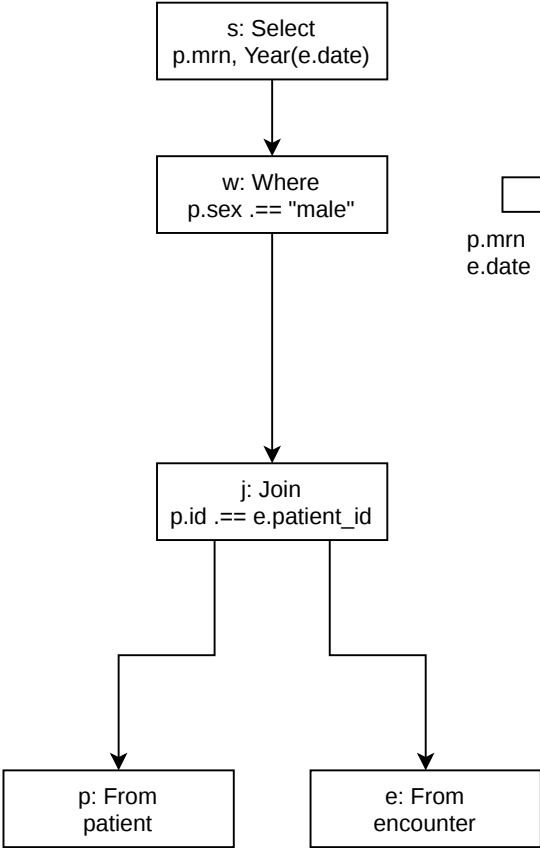 s: Select
p.mrn, Year(e.date)
w: Where
p.sex .== "male"
p.mrn
e.date
j: Join
p.id .== e.patient_id
p: From
patient
e: From
encounter